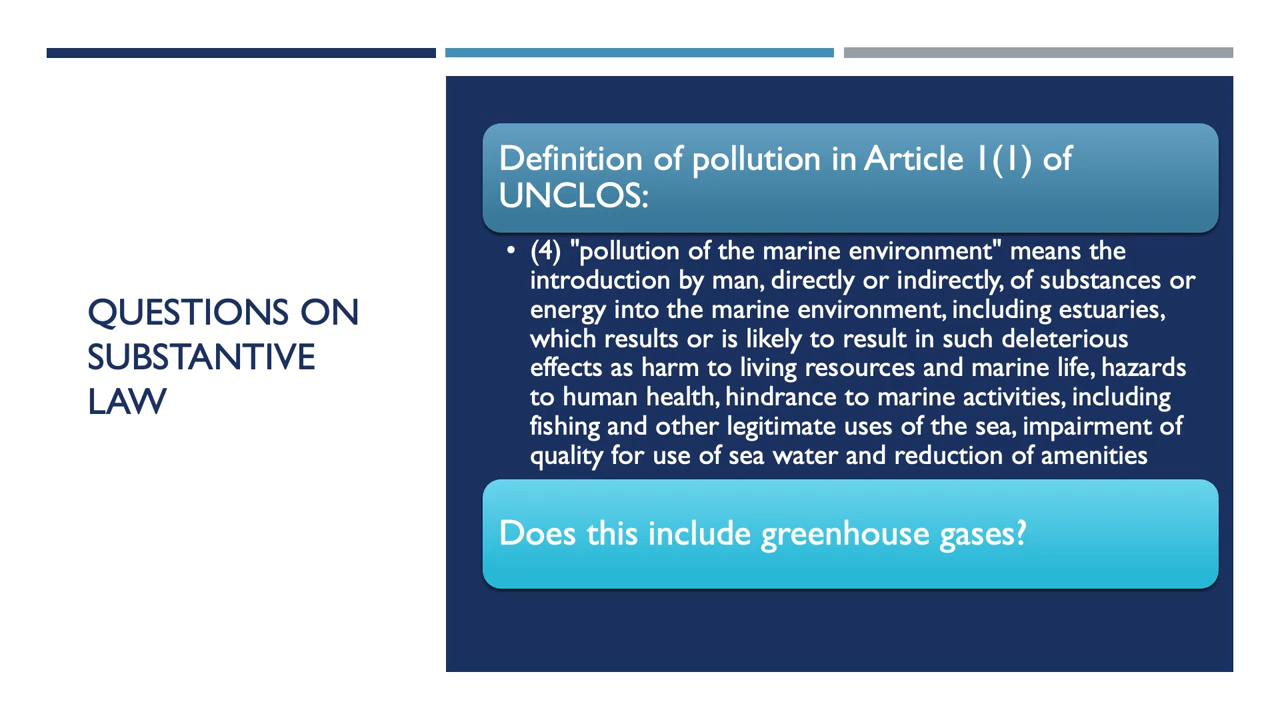 QUESTIONS ON
SUBSTANTIVE
LAW
Definition of pollution in Article 1(1) of
UNCLOS:
• (4) "pollution of the marine environment" means the
introduction by man, directly or indirectly, of substances or
energy into the marine environment, including estuaries,
which results or is likely to result in such deleterious
effects as harm to living resources and marine life, hazards
to human health, hindrance to marine activities, including
fishing and other legitimate uses of the sea, impairment of
quality for use of sea water and reduction of amenities
Does this include greenhouse gases?